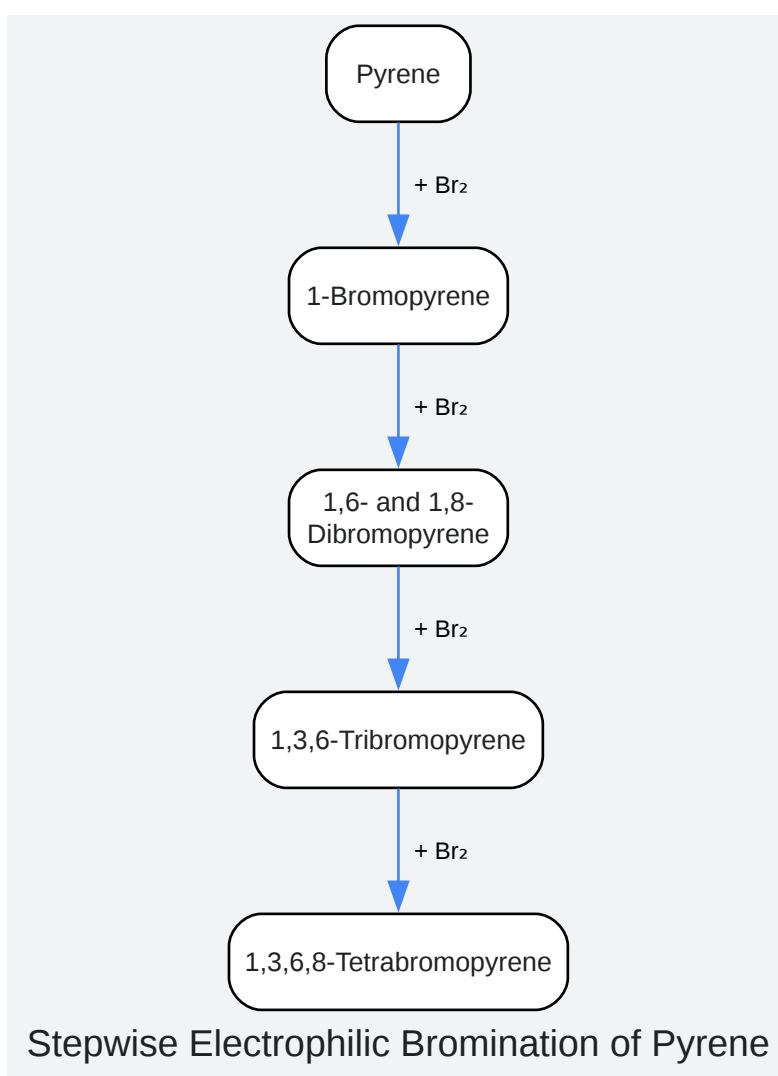 Pyrene
+ Br₂
1-Bromopyrene
+ Br₂
1,6- and 1,8-
Dibromopyrene
+ Br₂
1,3,6-Tribromopyrene
+ Br₂
1,3,6,8-Tetrabromopyrene
Stepwise Electrophilic Bromination of Pyrene